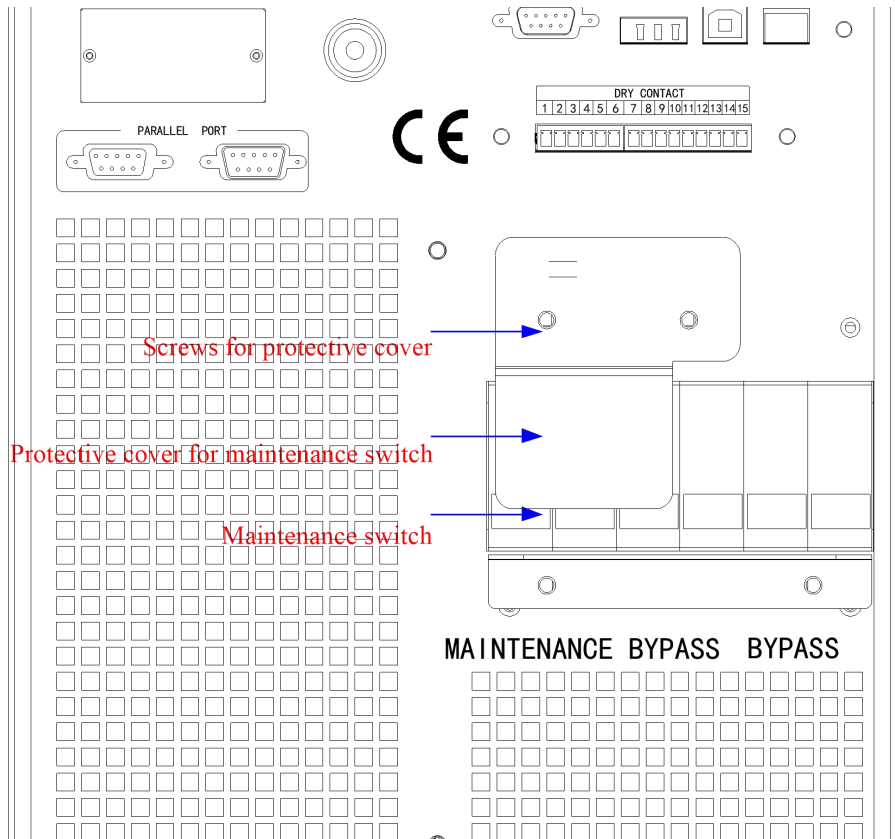 DRY CONTACT
1 2 3 4 5 6 7 8 9 10 11 12 13 14 15
PARALLEL PORT
CE
Screws for protective cover
Protective cover for maintenance switch
Maintenance switch
MAINTENANCE BYPASS BYPASS